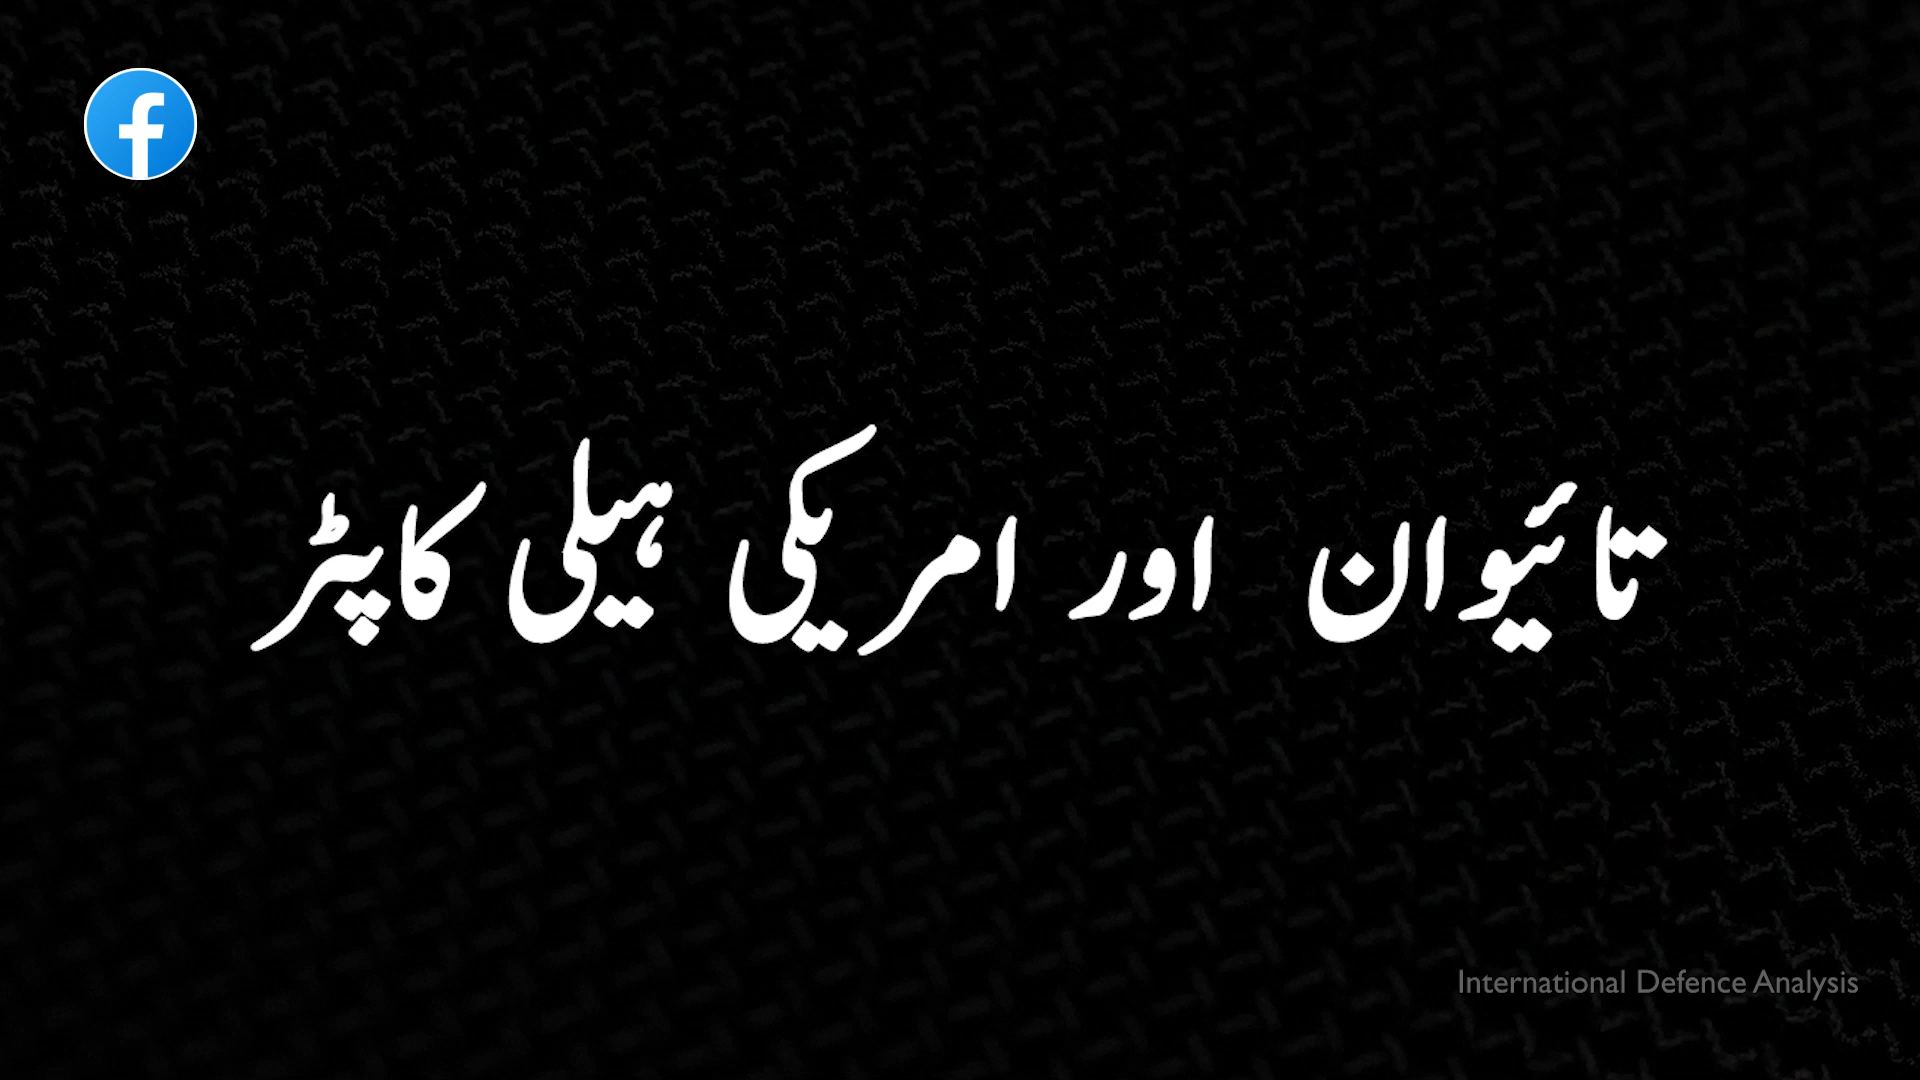 تائیوان اور امریکی ہیلی کاپٹر
International Defence Analysis